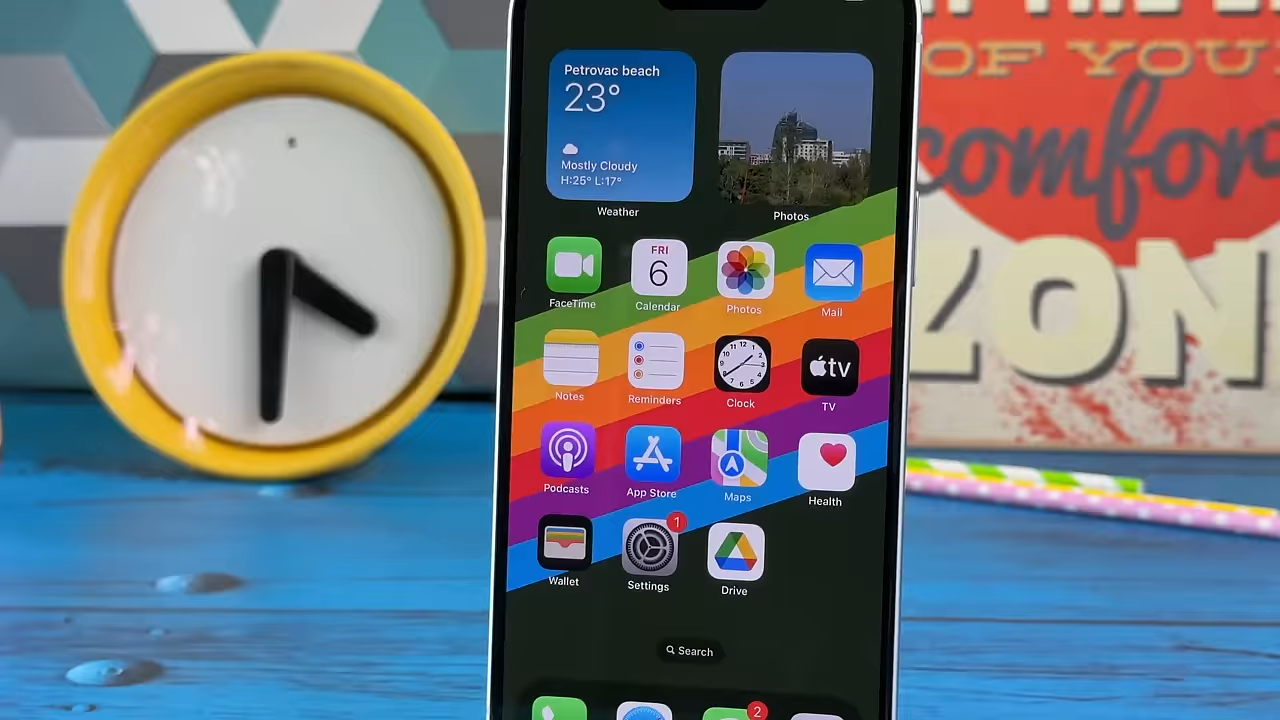 OF YOU
comfor
ZON
Petrovac beach
23°
Mostly Cloudy
H:25° L:17°
Weather
Photos
FRI
6
FaceTime
Calendar
Photos
Mail
tv
Notes
Reminders
Clock
TV
Podcasts
App Store
Maps
Health
1
Wallet
Settings
Drive
Search
2